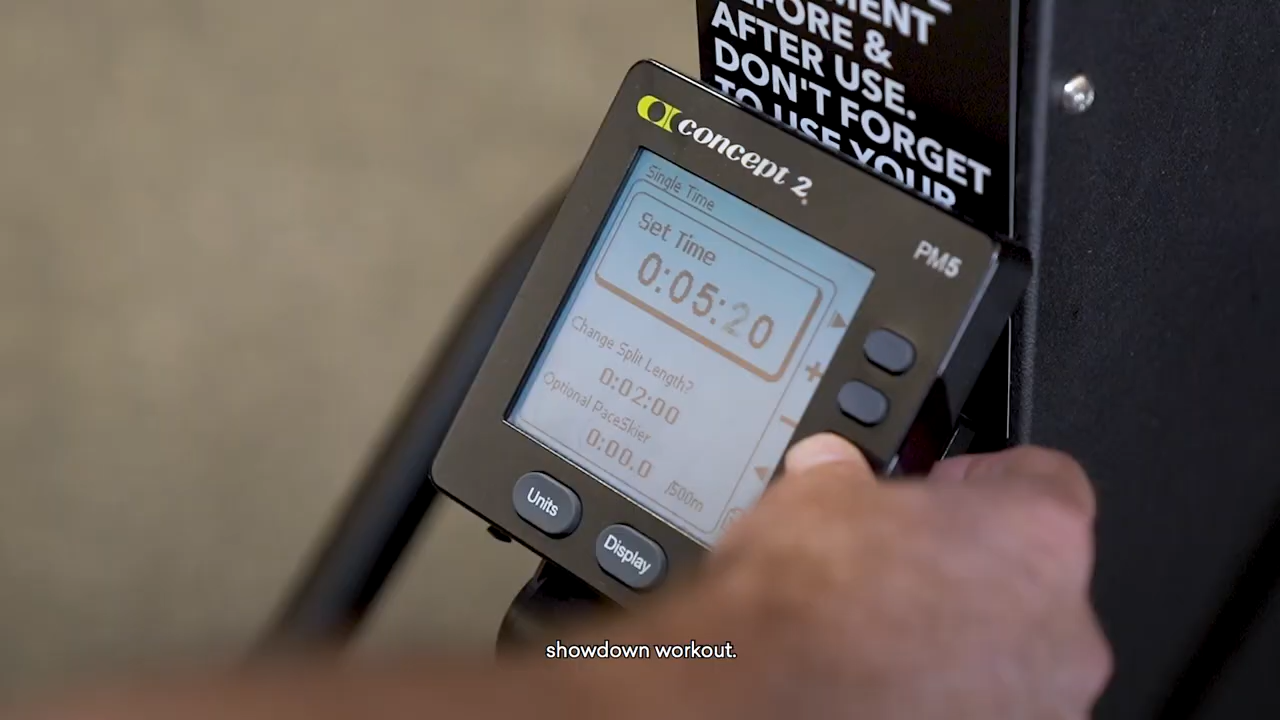 EFORE &
AFTER USE.
DON'T FORGET
TO USE YOUR
concept 2
PM5
Single Time
Set Time
0:05:20
Change Split Length?
0:02:00
Optional PaceSkier
0:00.0
/500m
Units
Display
showdown workout.